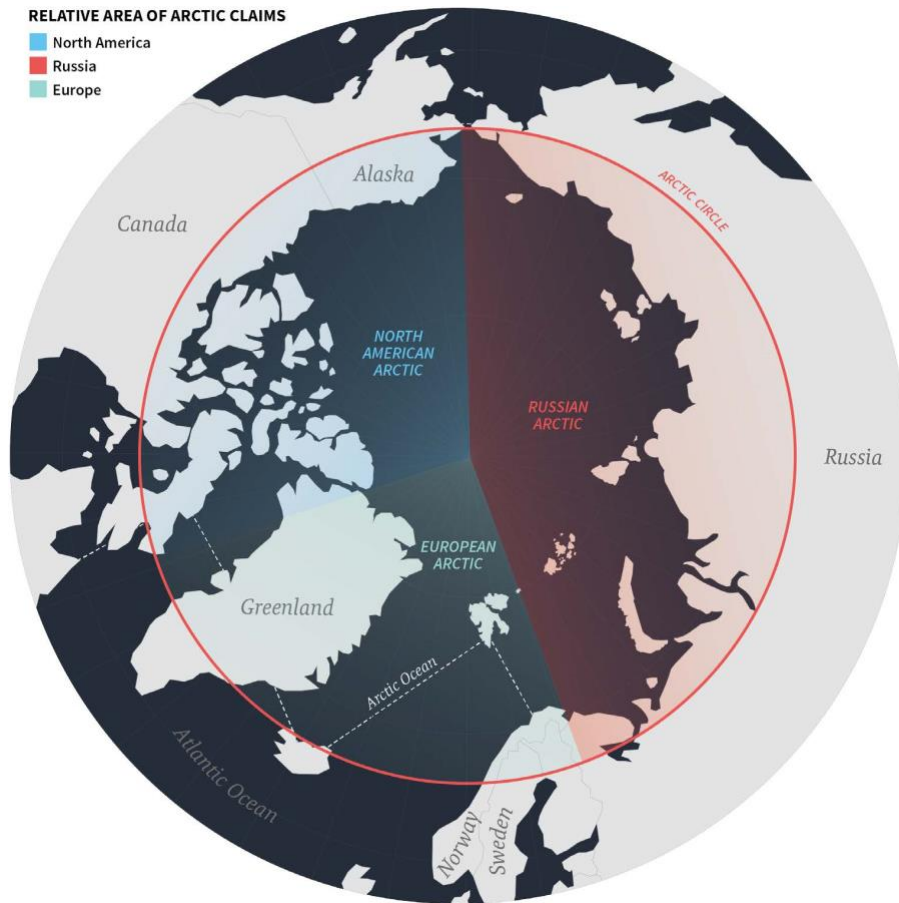 RELATIVE AREA OF ARCTIC CLAIMS
North America
Russia
Europe
ARCTIC CIRCLE
Alaska
Canada
NORTH
AMERICAN
ARCTIC
RUSSIAN
ARCTIC
Russia
EUROPEAN
ARCTIC
Greenland
Arctic Ocean
Atlantic Ocean
Norway
Sweden